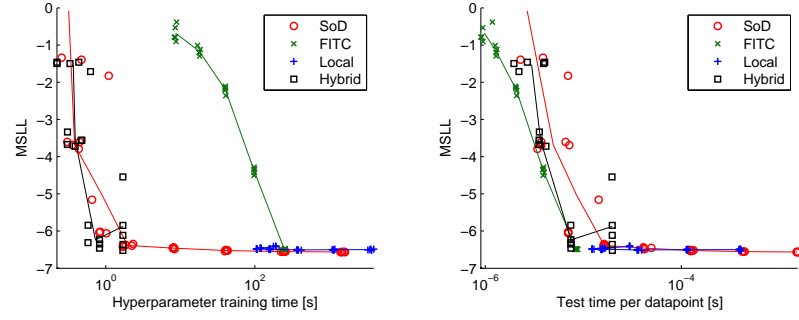 0
−1
−2
−3
−4
−5
−6
−7
MSLL
10^0
10^2
Hyperparameter training time [s]
SoD
FITC
Local
Hybrid
0
−1
−2
−3
−4
−5
−6
−7
MSLL
10^−6
10^−4
Test time per datapoint [s]
SoD
FITC
Local
Hybrid